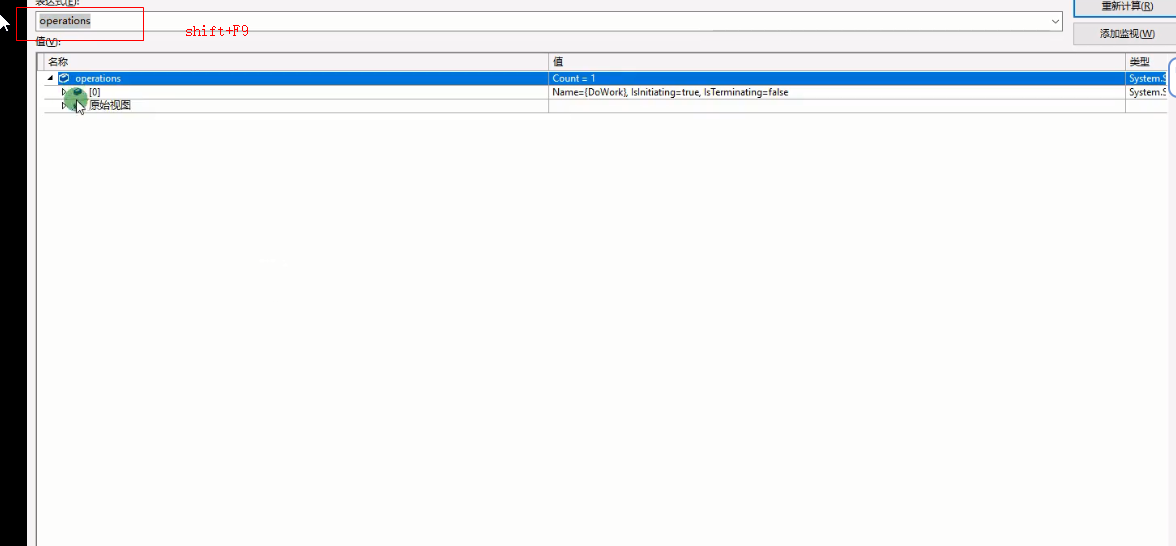 表达式(E):
重新计算(R)
operations
shift+F9
添加监视(W)
值(V):
名称
值
类型
operations
Count = 1
System.S
[0]
Name={DoWork}, IsInitiating=true, IsTerminating=false
System.S
原始视图